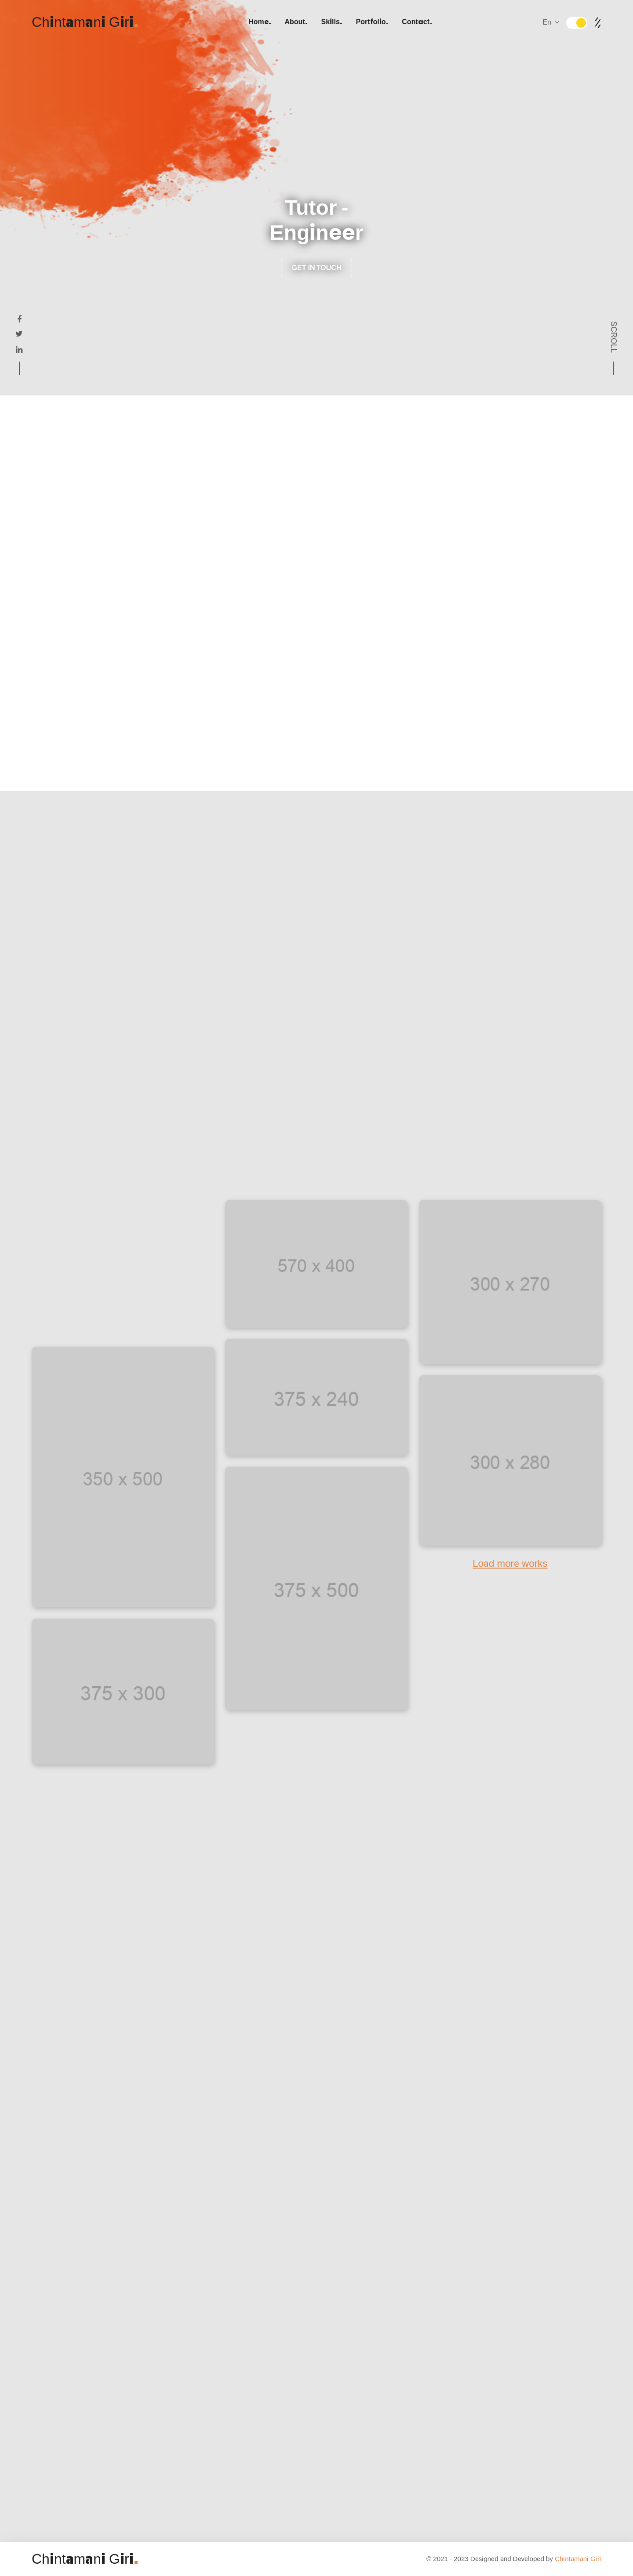 Chintamani Giri.
Home. About. Skills. Portfolio. Contact.
En
Tutor -
Engineer
GET IN TOUCH
SCROLL
570 x 400
300 x 270
375 x 240
350 x 500
300 x 280
375 x 500
Load more works
375 x 300
Chintamani Giri.
© 2021 - 2023 Designed and Developed by Chintamani Giri